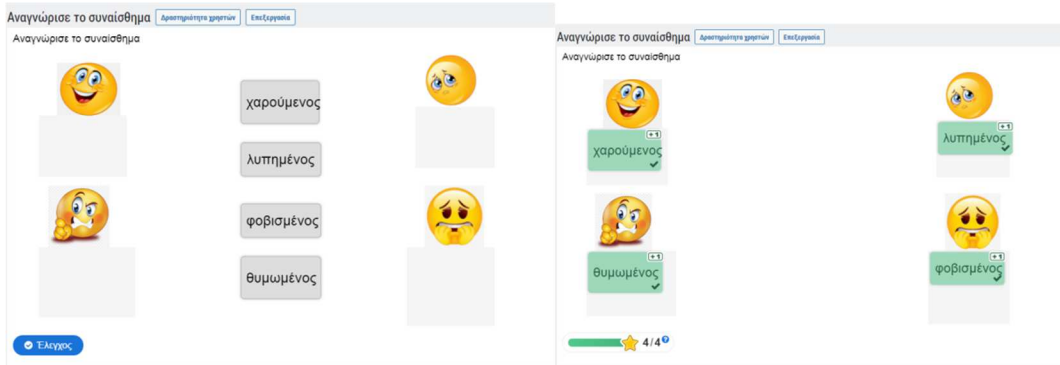 Αναγνώρισε το συναίσθημα Δραστηριότητα χρηστών Επεξεργασία
Αναγνώρισε το συναίσθημα
χαρούμενος
λυπημένος
φοβισμένος
θυμωμένος
Έλεγχος
Αναγνώρισε το συναίσθημα Δραστηριότητα χρηστών Επεξεργασία
Αναγνώρισε το συναίσθημα
+1
χαρούμενος
+1
λυπημένος
+1
θυμωμένος
+1
φοβισμένος
4/4 ?